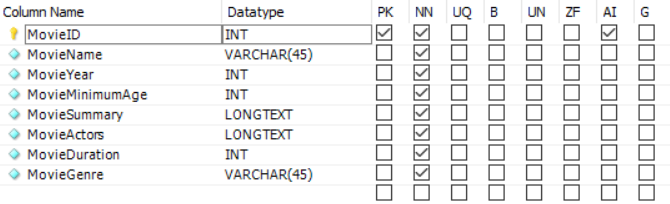 Column Name Datatype PK NN UQ B UN ZF AI G
MovieID INT
MovieName VARCHAR(45)
MovieYear INT
MovieMinimumAge INT
MovieSummary LONGTEXT
MovieActors LONGTEXT
MovieDuration INT
MovieGenre VARCHAR(45)